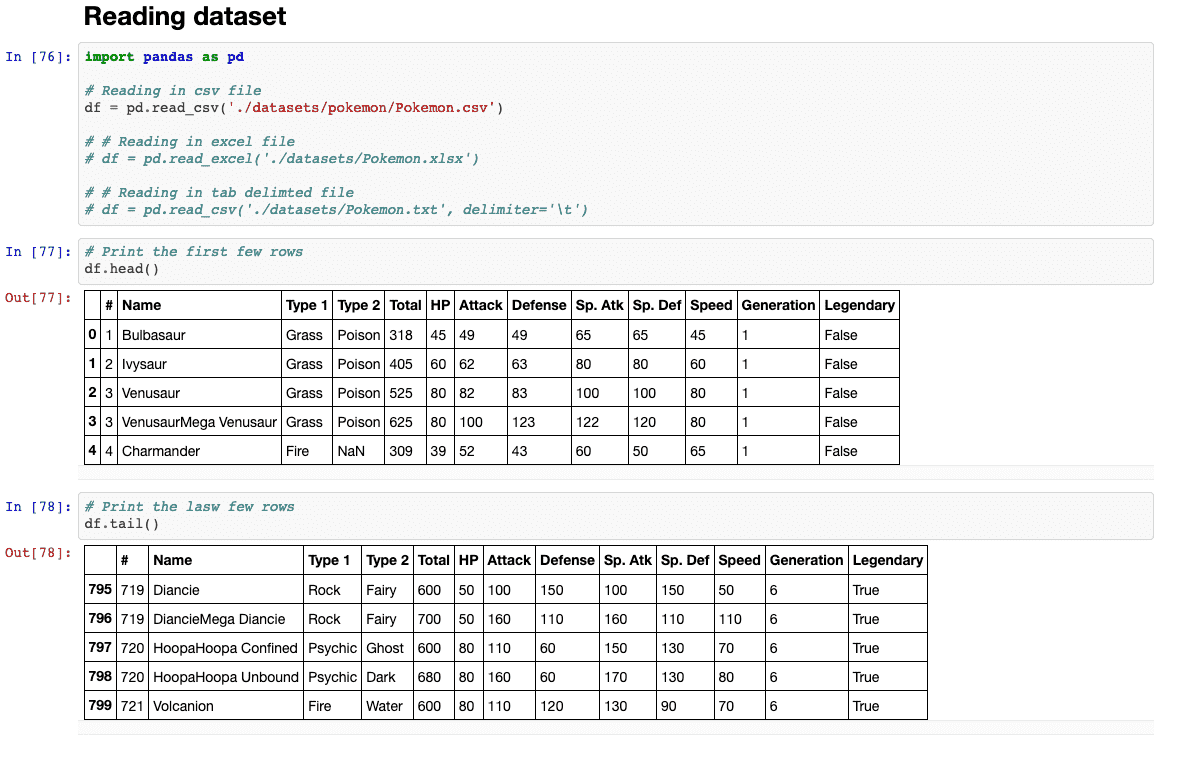 Reading dataset
In [76]: import pandas as pd
# Reading in csv file
df = pd.read_csv('./datasets/pokemon/Pokemon.csv')
# # Reading in excel file
# df = pd.read_excel('./datasets/Pokemon.xlsx')
# # Reading in tab delimted file
# df = pd.read_csv('./datasets/Pokemon.txt', delimiter='\t')
In [77]: # Print the first few rows
df.head()
Out[77]:
# Name Type 1 Type 2 Total HP Attack Defense Sp. Atk Sp. Def Speed Generation Legendary
0 1 Bulbasaur Grass Poison 318 45 49 49 65 65 45 1 False
1 2 Ivysaur Grass Poison 405 60 62 63 80 80 60 1 False
2 3 Venusaur Grass Poison 525 80 82 83 100 100 80 1 False
3 3 VenusaurMega Venusaur Grass Poison 625 80 100 123 122 120 80 1 False
4 4 Charmander Fire NaN 309 39 52 43 60 50 65 1 False
In [78]: # Print the lasw few rows
df.tail()
Out[78]:
# Name Type 1 Type 2 Total HP Attack Defense Sp. Atk Sp. Def Speed Generation Legendary
795 719 Diancie Rock Fairy 600 50 100 150 100 150 50 6 True
796 719 DiancieMega Diancie Rock Fairy 700 50 160 110 160 110 110 6 True
797 720 HoopaHoopa Confined Psychic Ghost 600 80 110 60 150 130 70 6 True
798 720 HoopaHoopa Unbound Psychic Dark 680 80 160 60 170 130 80 6 True
799 721 Volcanion Fire Water 600 80 110 120 130 90 70 6 True